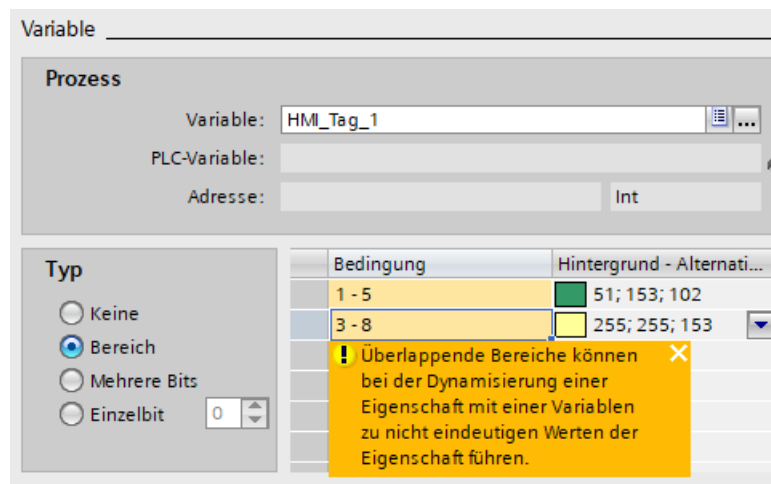 Variable
Prozess
Variable: HMI_Tag_1 ...
PLC-Variable:
Adresse: Int
Typ
Keine
Bereich
Mehrere Bits
Einzelbit 0
Bedingung Hintergrund - Alternati...
1 - 5 51; 153; 102
3 - 8 255; 255; 153
Überlappende Bereiche können
bei der Dynamisierung einer
Eigenschaft mit einer Variablen
zu nicht eindeutigen Werten der
Eigenschaft führen.